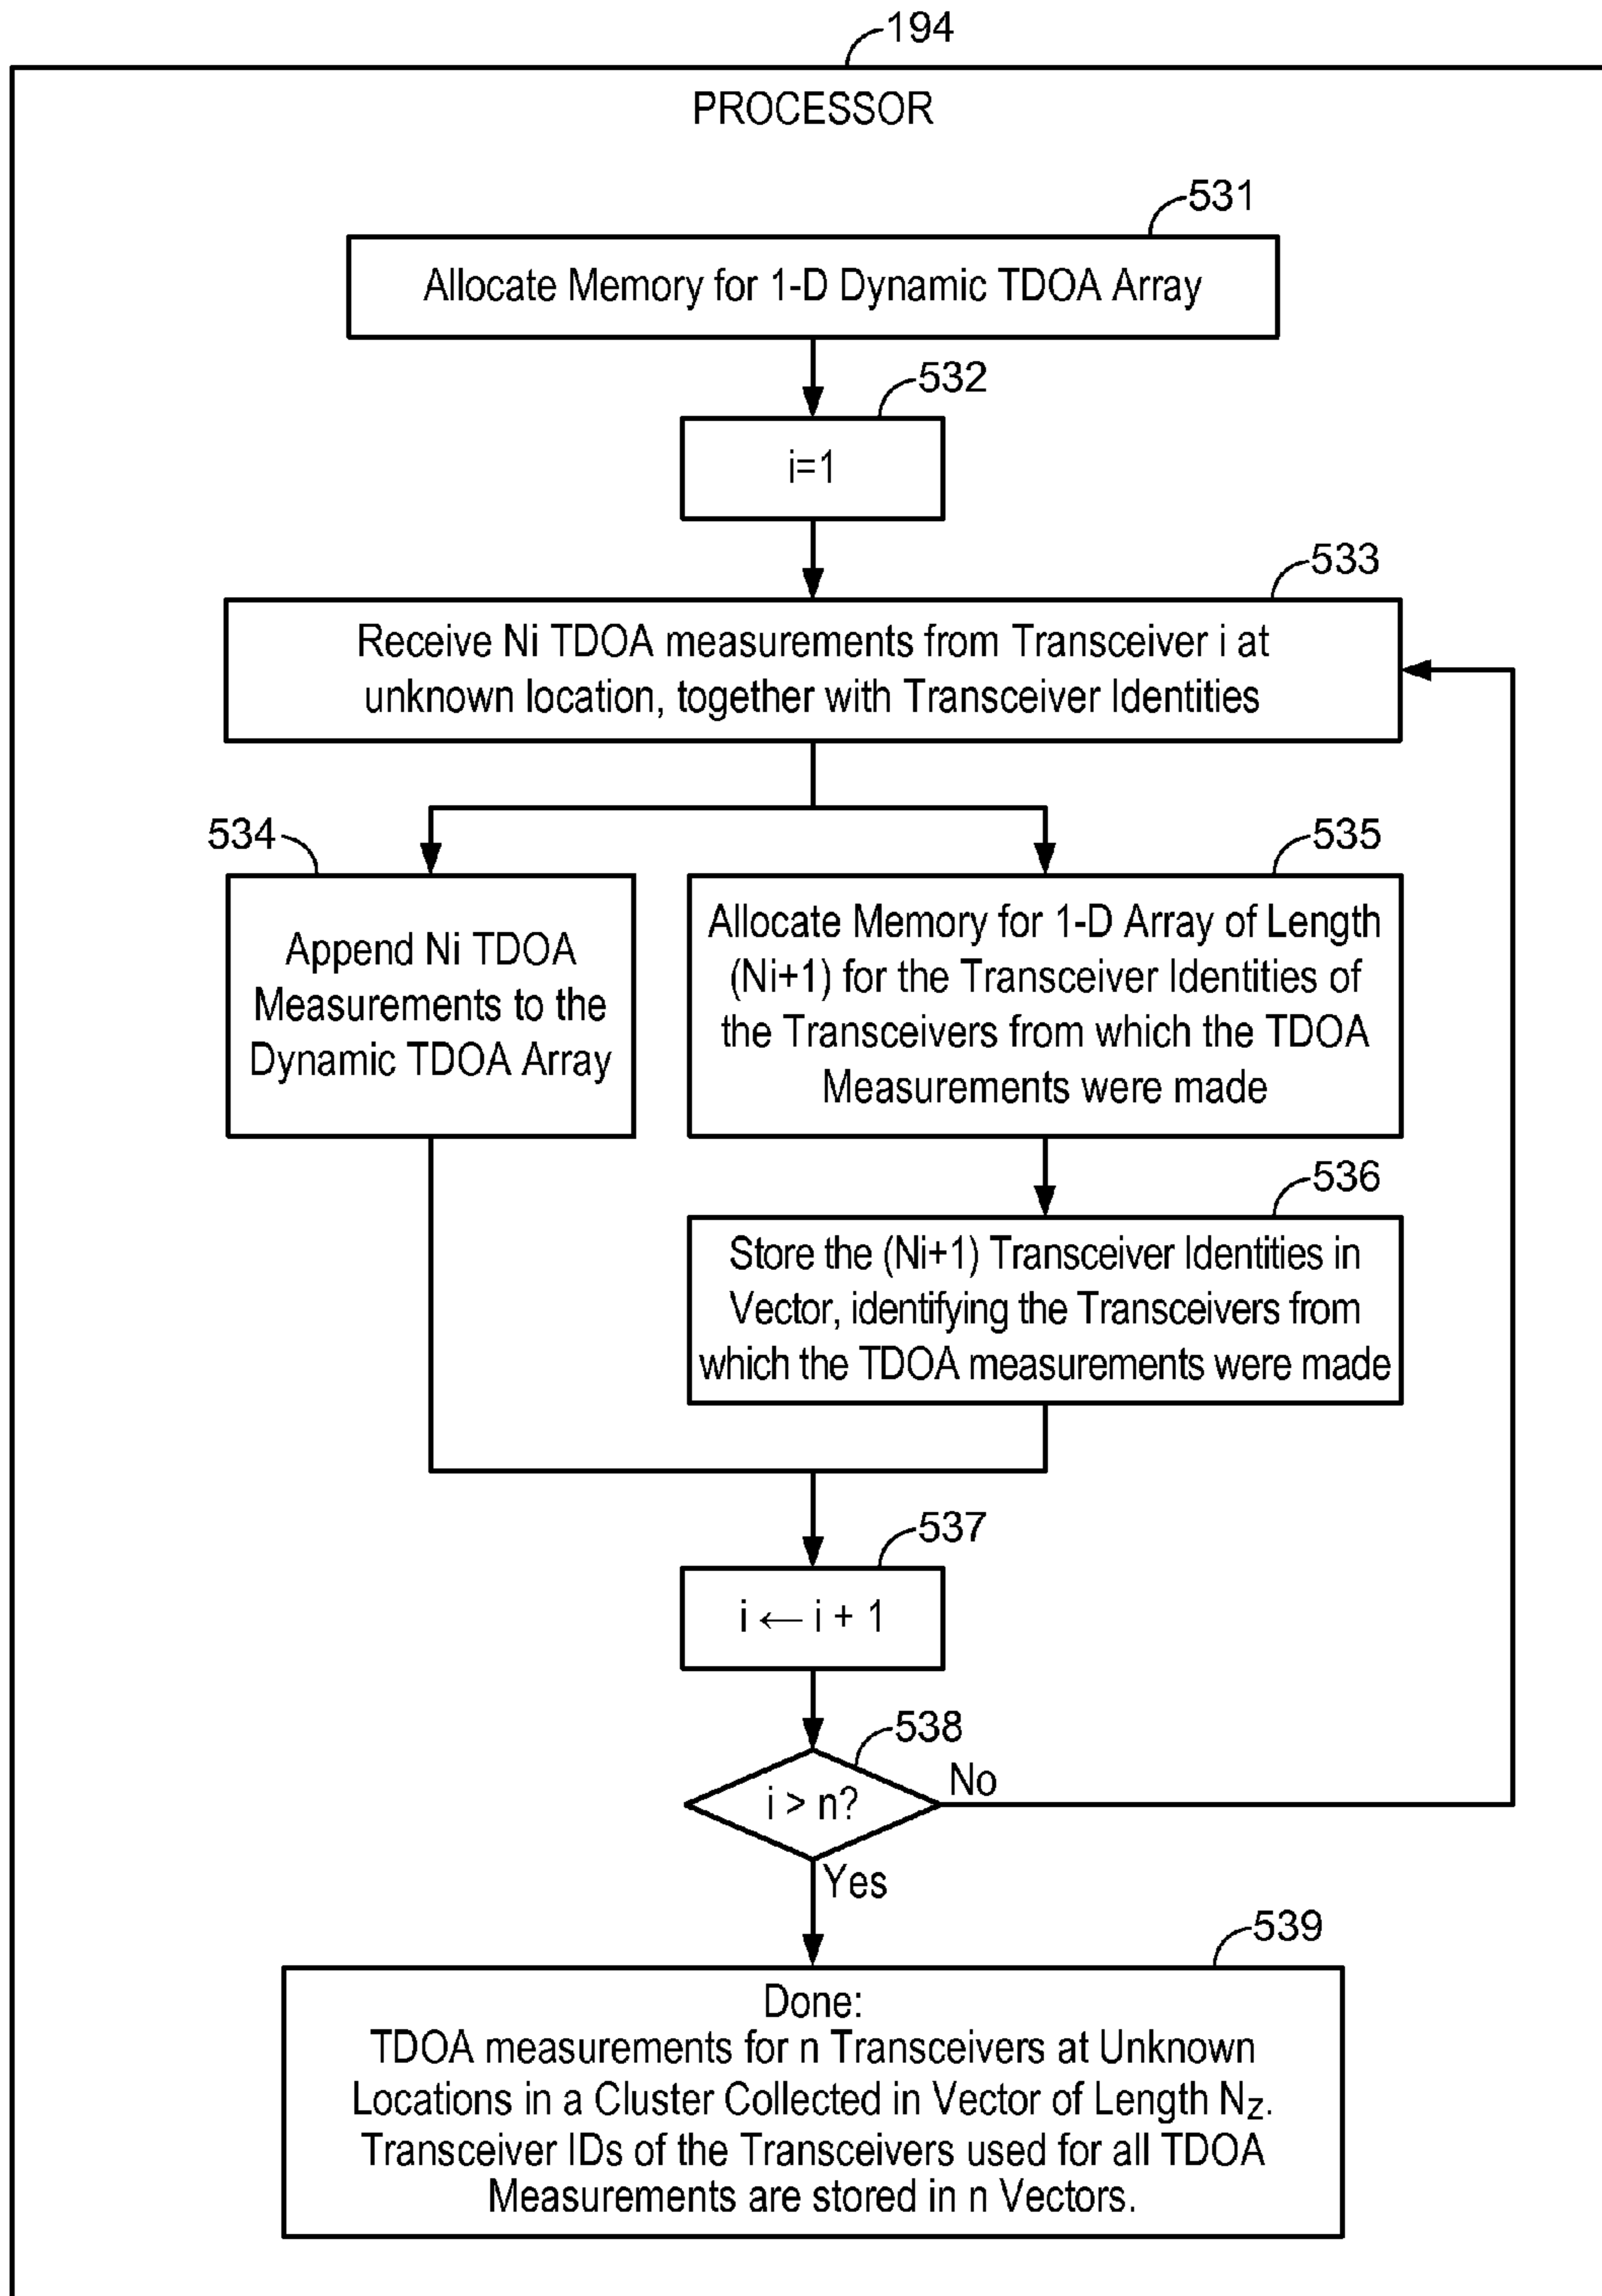 194
PROCESSOR
531
Allocate Memory for 1-D Dynamic TDOA Array
532
i=1
533
Receive Ni TDOA measurements from Transceiver i at
unknown location, together with Transceiver Identities
534
Append Ni TDOA
Measurements to the
Dynamic TDOA Array
535
Allocate Memory for 1-D Array of Length
(Ni+1) for the Transceiver Identities of
the Transceivers from which the TDOA
Measurements were made
536
Store the (Ni+1) Transceiver Identities in
Vector, identifying the Transceivers from
which the TDOA measurements were made
537
i ← i + 1
538
i > n?
No
Yes
539
Done:
TDOA measurements for n Transceivers at Unknown
Locations in a Cluster Collected in Vector of Length Nz.
Transceiver IDs of the Transceivers used for all TDOA
Measurements are stored in n Vectors.